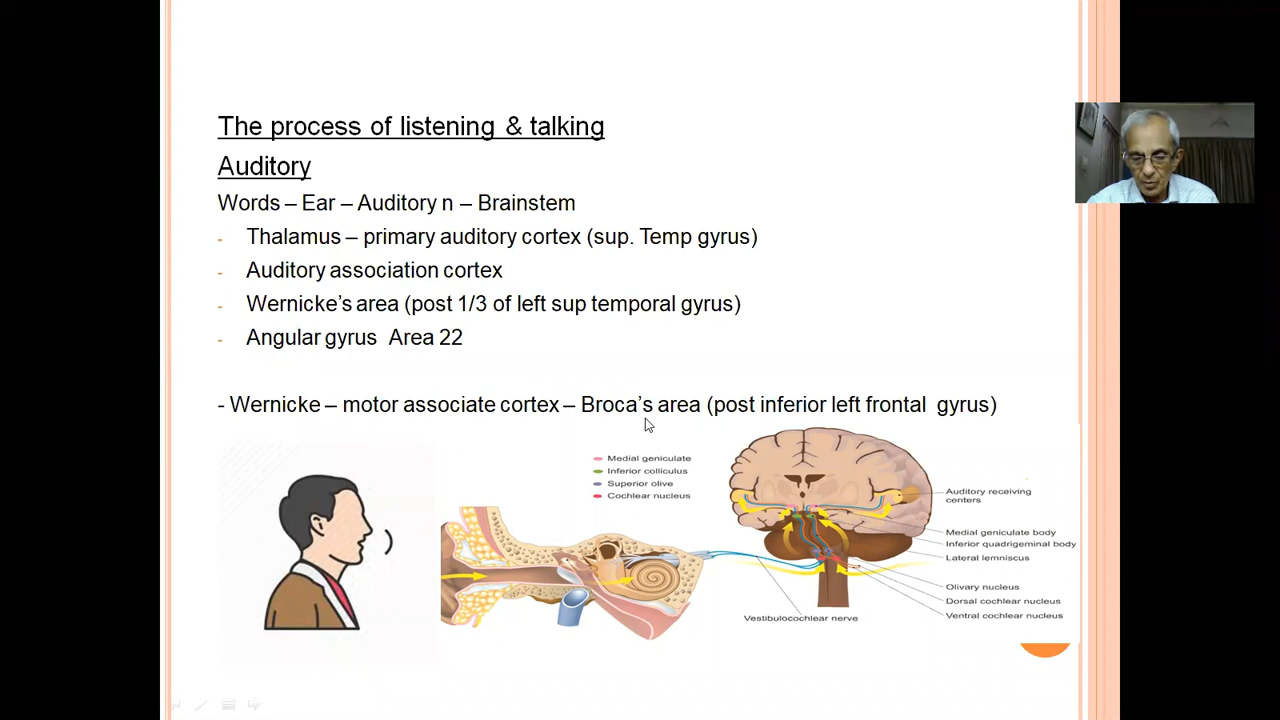 The process of listening & talking
Auditory
Words – Ear – Auditory n – Brainstem
- Thalamus – primary auditory cortex (sup. Temp gyrus)
- Auditory association cortex
- Wernicke’s area (post 1/3 of left sup temporal gyrus)
- Angular gyrus Area 22
- Wernicke – motor associate cortex – Broca’s area (post inferior left frontal gyrus)
Medial geniculate
Inferior colliculus
Superior olive
Cochlear nucleus
Auditory receiving
centers
Medial geniculate body
Inferior quadrigeminal body
Lateral lemniscus
Olivary nucleus
Dorsal cochlear nucleus
Ventral cochlear nucleus
Vestibulocochlear nerve